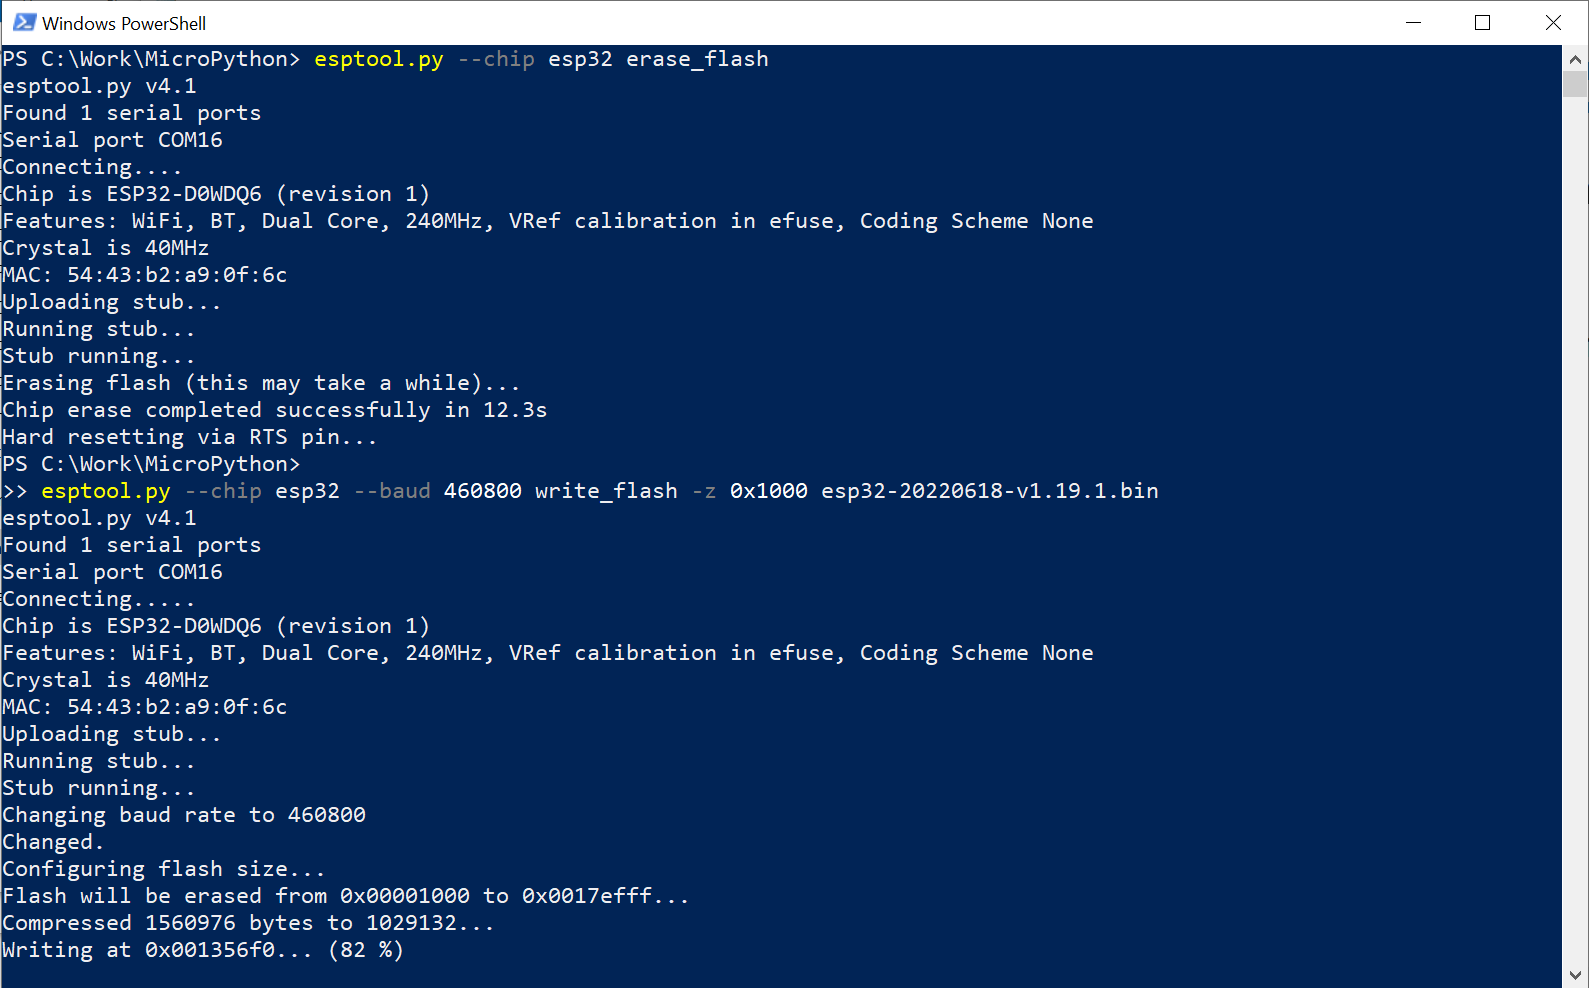 Windows PowerShell
PS C:\Work\MicroPython> esptool.py --chip esp32 erase_flash
esptool.py v4.1
Found 1 serial ports
Serial port COM16
Connecting....
Chip is ESP32-D0WDQ6 (revision 1)
Features: WiFi, BT, Dual Core, 240MHz, VRef calibration in efuse, Coding Scheme None
Crystal is 40MHz
MAC: 54:43:b2:a9:0f:6c
Uploading stub...
Running stub...
Stub running...
Erasing flash (this may take a while)...
Chip erase completed successfully in 12.3s
Hard resetting via RTS pin...
PS C:\Work\MicroPython>
>> esptool.py --chip esp32 --baud 460800 write_flash -z 0x1000 esp32-20220618-v1.19.1.bin
esptool.py v4.1
Found 1 serial ports
Serial port COM16
Connecting.....
Chip is ESP32-D0WDQ6 (revision 1)
Features: WiFi, BT, Dual Core, 240MHz, VRef calibration in efuse, Coding Scheme None
Crystal is 40MHz
MAC: 54:43:b2:a9:0f:6c
Uploading stub...
Running stub...
Stub running...
Changing baud rate to 460800
Changed.
Configuring flash size...
Flash will be erased from 0x00001000 to 0x0017efff...
Compressed 1560976 bytes to 1029132...
Writing at 0x001356f0... (82 %)